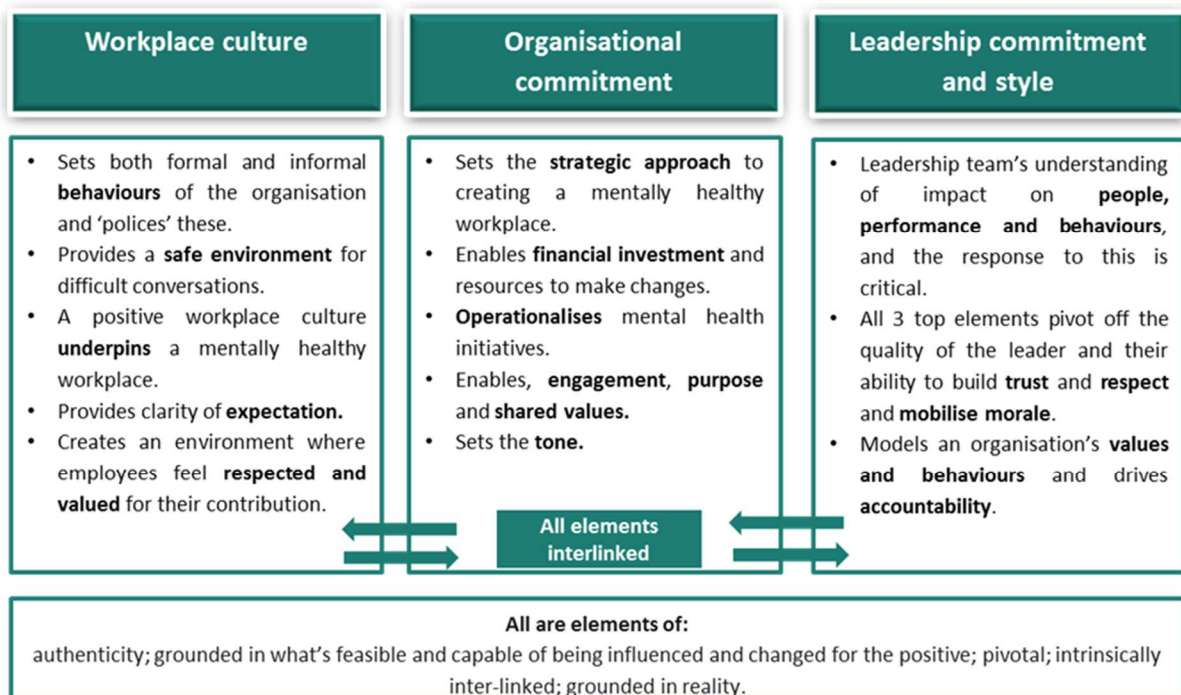 Workplace culture
Organisational
commitment
Leadership commitment
and style
• Sets both formal and informal
behaviours of the organisation
and ‘polices’ these.
• Provides a safe environment for
difficult conversations.
• A positive workplace culture
underpins a mentally healthy
workplace.
• Provides clarity of expectation.
• Creates an environment where
employees feel respected and
valued for their contribution.
• Sets the strategic approach to
creating a mentally healthy
workplace.
• Enables financial investment and
resources to make changes.
• Operationalises mental health
initiatives.
• Enables, engagement, purpose
and shared values.
• Sets the tone.
• Leadership team’s understanding
of impact on people,
performance and behaviours,
and the response to this is
critical.
• All 3 top elements pivot off the
quality of the leader and their
ability to build trust and respect
and mobilise morale.
• Models an organisation’s values
and behaviours and drives
accountability.
All elements
interlinked
All are elements of:
authenticity; grounded in what’s feasible and capable of being influenced and changed for the positive; pivotal; intrinsically
inter-linked; grounded in reality.